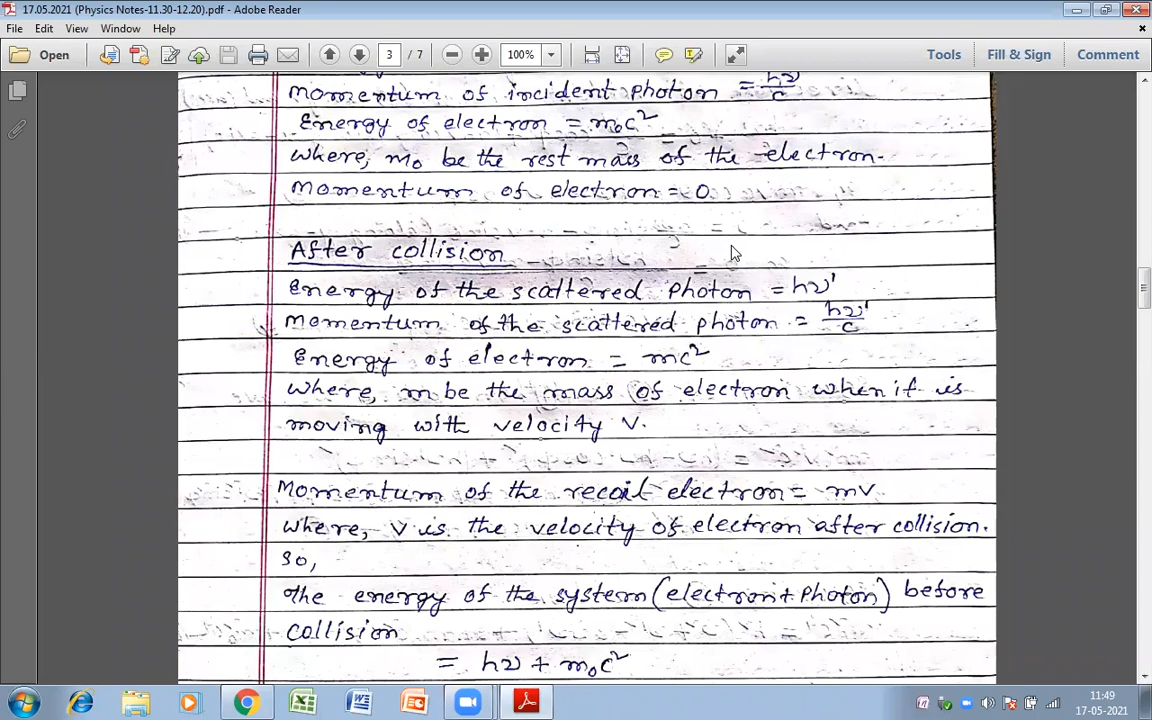 17.05.2021 (Physics Notes-11.30-12.20).pdf - Adobe Reader
File Edit View Window Help
Open 3 / 7 100% Tools Fill & Sign Comment
Momentum of incident photon = hν/c
Energy of electron = m₀c²
where, m₀ be the rest mass of the electron.
Momentum of electron = 0
After collision
Energy of the scattered photon = hν'
Momentum of the scattered photon = hν'/c
Energy of electron = mc²
where, m be the mass of electron when it is
moving with velocity v.
Momentum of the recoil electron = mv
where, v is the velocity of electron after collision.
So,
the energy of the system (electron + photon) before
collision
= hν + m₀c²
11:49
17-05-2021